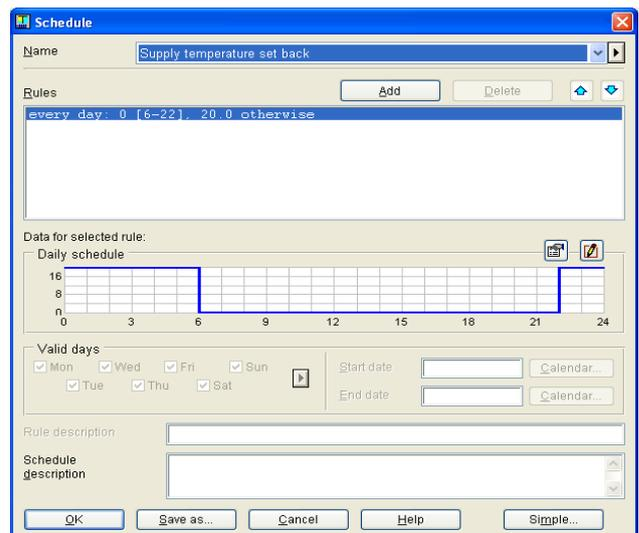 Schedule
Name Supply temperature set back
Rules Add Delete
every day: 0 [6-22], 20.0 otherwise
Data for selected rule:
Daily schedule
16
8
0
0 3 6 9 12 15 18 21 24
Valid days
Mon Wed Fri Sun Start date Calendar...
Tue Thu Sat End date Calendar...
Rule description
Schedule
description
OK Save as... Cancel Help Simple...